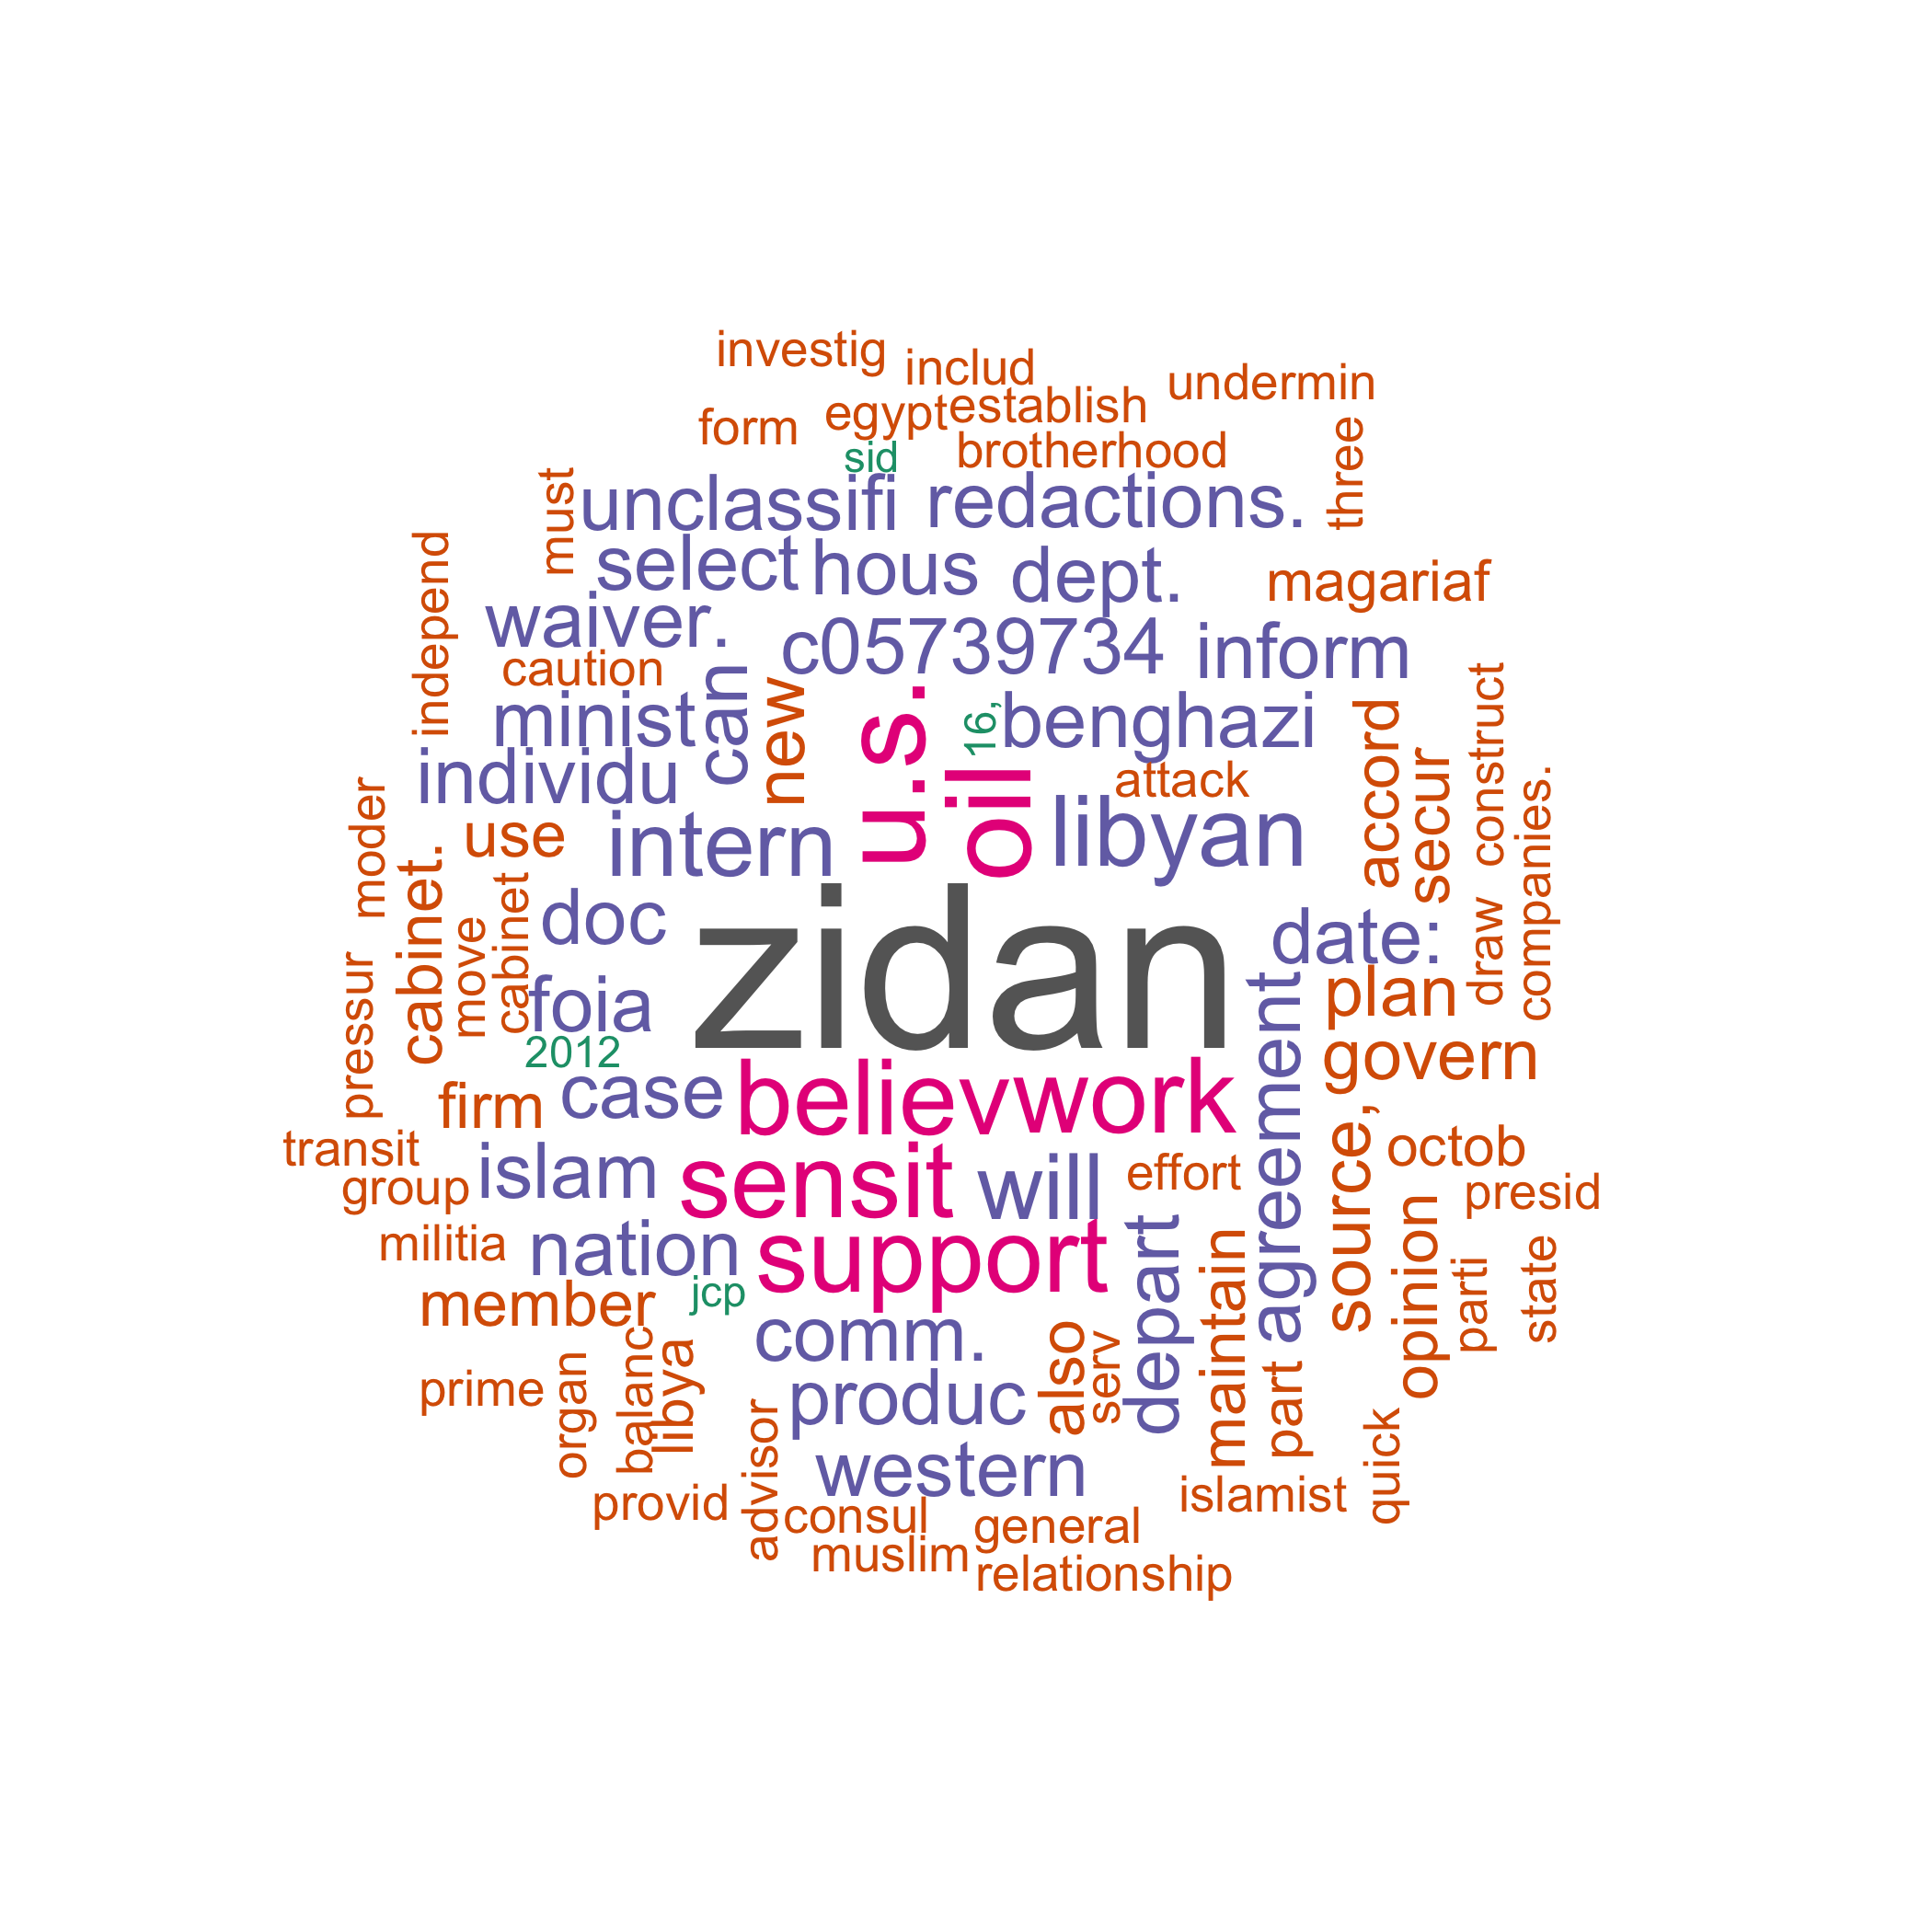 investig
includ
undermin
egypt
establish
form
brotherhood
three
sid
must
unclassifi
redactions.
independ
select
hous
dept.
magariaf
waiver.
c05739734
inform
caution
can
new
u.s.
16,
benghazi
accord
construct
minist
individu
attack
secur
moder
use
intern
oil
libyan
companies.
cabinet.
cabinet
move
doc
zidan
date:
draw
pressur
foia
plan
2012
agreement
govern
case
firm
believ
work
source,
transit
group
islam
sensit
will
effort
octob
presid
militia
nation
support
depart
maintain
opinion
parti
state
member
jcp
comm.
also
serv
part
prime
organ
balanc
libya
produc
quick
provid
advisor
western
islamist
consul
general
muslim
relationship